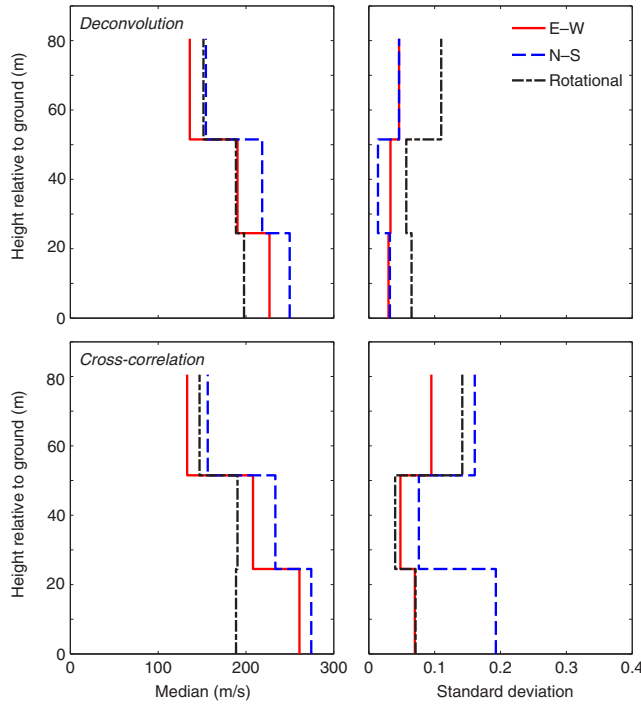 Deconvolution
80
60
40
20
0
Height relative to ground (m)
E–W
N–S
Rotational
Cross-correlation
80
60
40
20
0
Height relative to ground (m)
0 100 200 300
Median (m/s)
0 0.1 0.2 0.3 0.4
Standard deviation